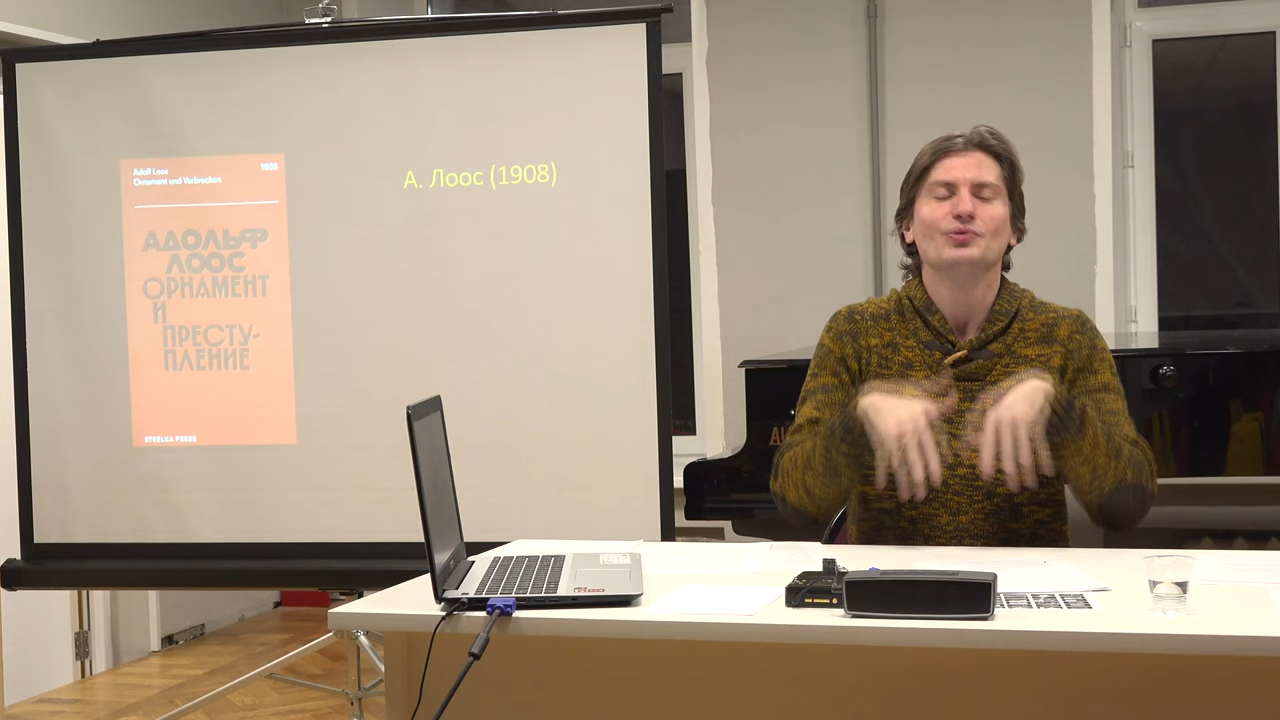 Adolf Loos 1908
Ornament und Verbrechen
АДОЛЬФ
ЛООС
ОРНАМЕНТ
И
ПРЕСТУ-
ПЛЕНИЕ
STRELKA PRESS
А. Лоос (1908)